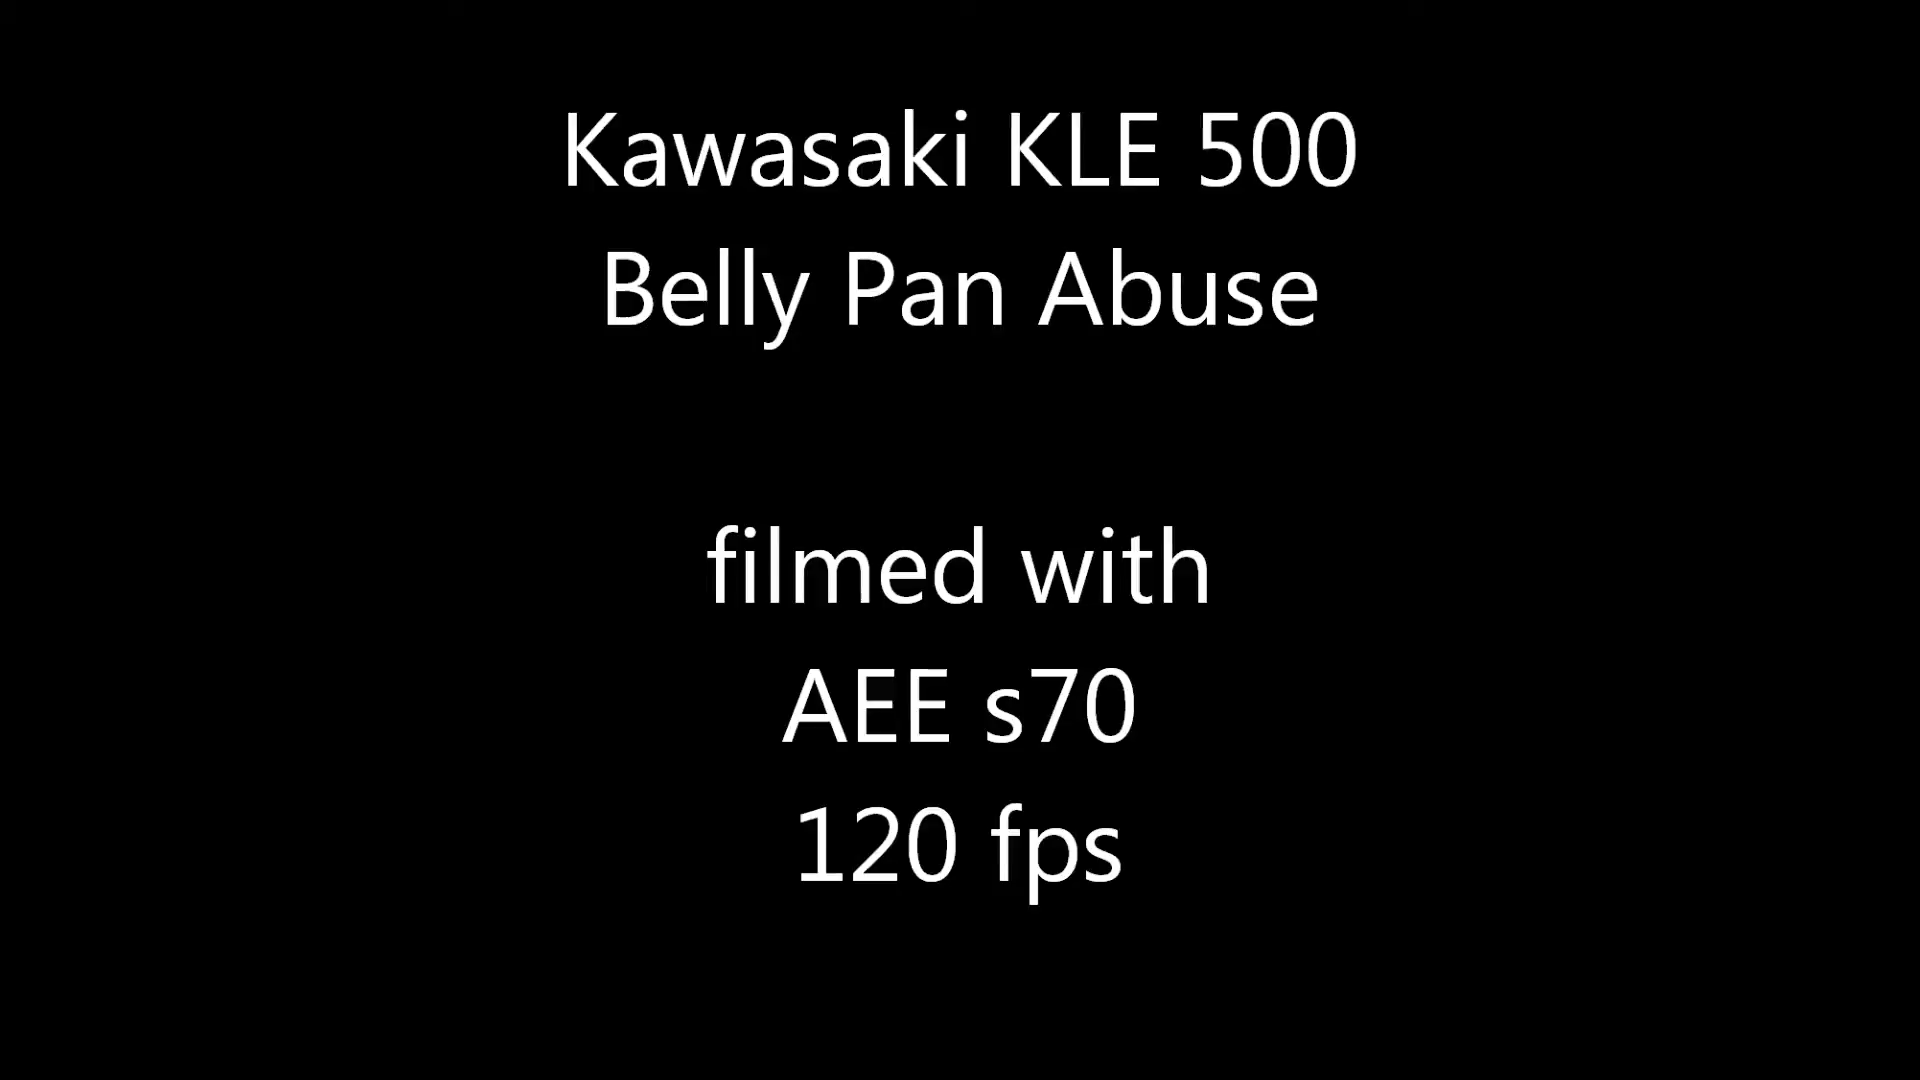 Kawasaki KLE 500
Belly Pan Abuse
filmed with
AEE s70
120 fps